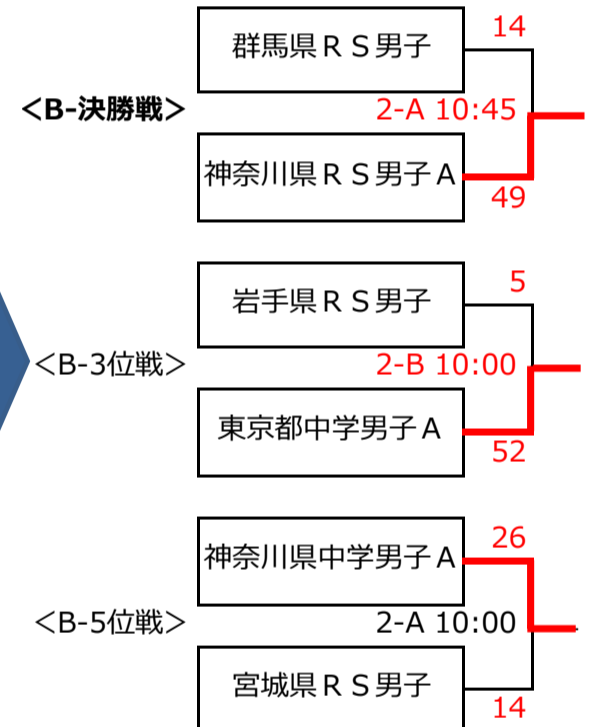 14
群馬県ＲＳ男子
＜B-決勝戦＞
2-A 10:45
神奈川県ＲＳ男子Ａ
49
5
岩手県ＲＳ男子
＜B-3位戦＞
2-B 10:00
東京都中学男子Ａ
52
26
神奈川県中学男子Ａ
＜B-5位戦＞
2-A 10:00
宮城県ＲＳ男子
14